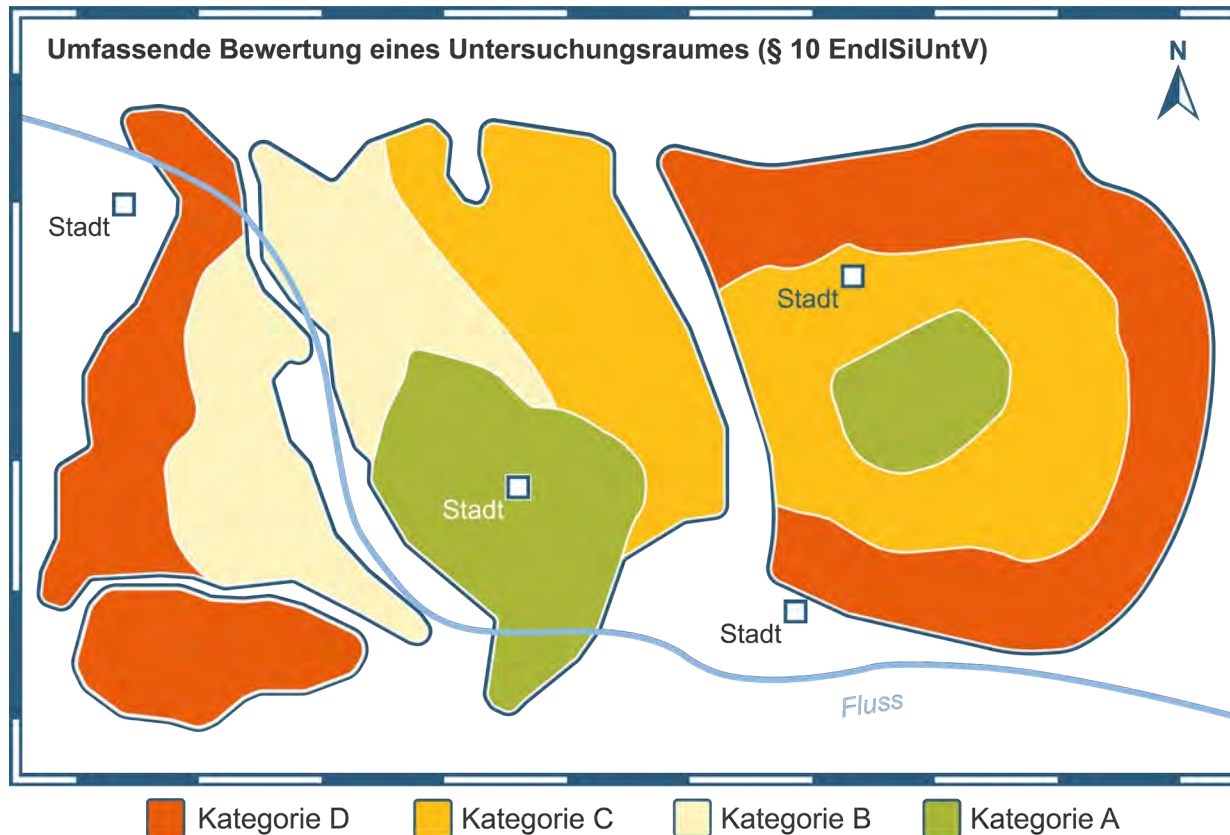 Umfassende Bewertung eines Untersuchungsraumes (§ 10 EndlSiUntV)
N
Stadt
Stadt
Stadt
Stadt
Fluss
Kategorie D
Kategorie C
Kategorie B
Kategorie A